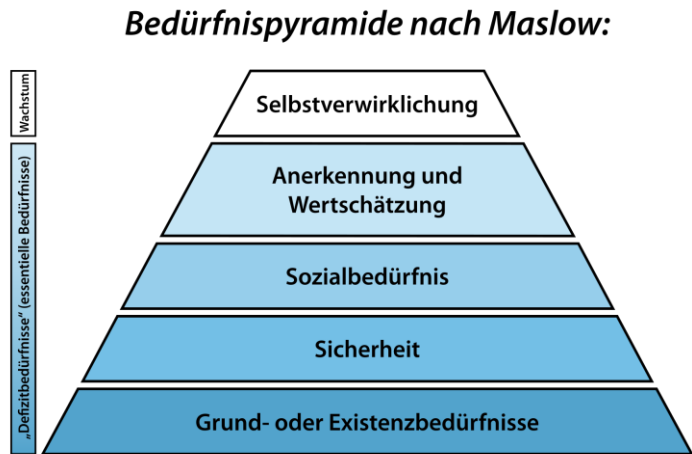 Bedürfnispyramide nach Maslow:
Wachstum
Selbstverwirklichung
„Defizitbedürfnisse“ (essentielle Bedürfnisse)
Anerkennung und
Wertschätzung
Sozialbedürfnis
Sicherheit
Grund- oder Existenzbedürfnisse